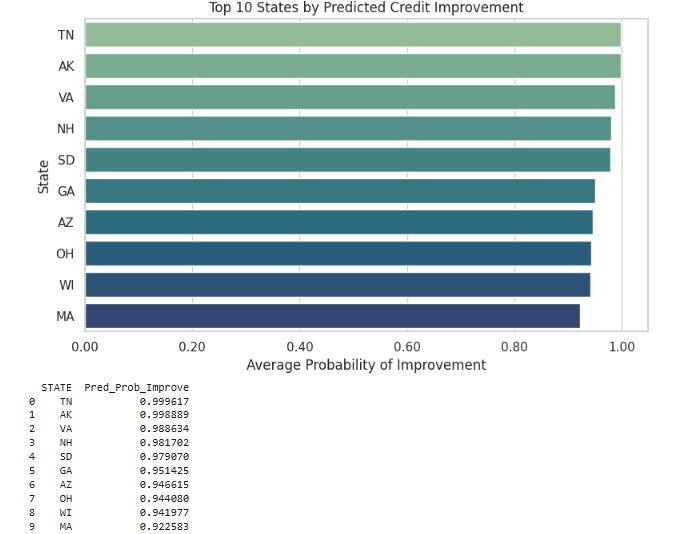 Top 10 States by Predicted Credit Improvement
State
TN
AK
VA
NH
SD
GA
AZ
OH
WI
MA
0.00 0.20 0.40 0.60 0.80 1.00
Average Probability of Improvement
STATE Pred_Prob_Improve
0 TN 0.999617
1 AK 0.998889
2 VA 0.988634
3 NH 0.981702
4 SD 0.979070
5 GA 0.951425
6 AZ 0.946615
7 OH 0.944080
8 WI 0.941977
9 MA 0.922583